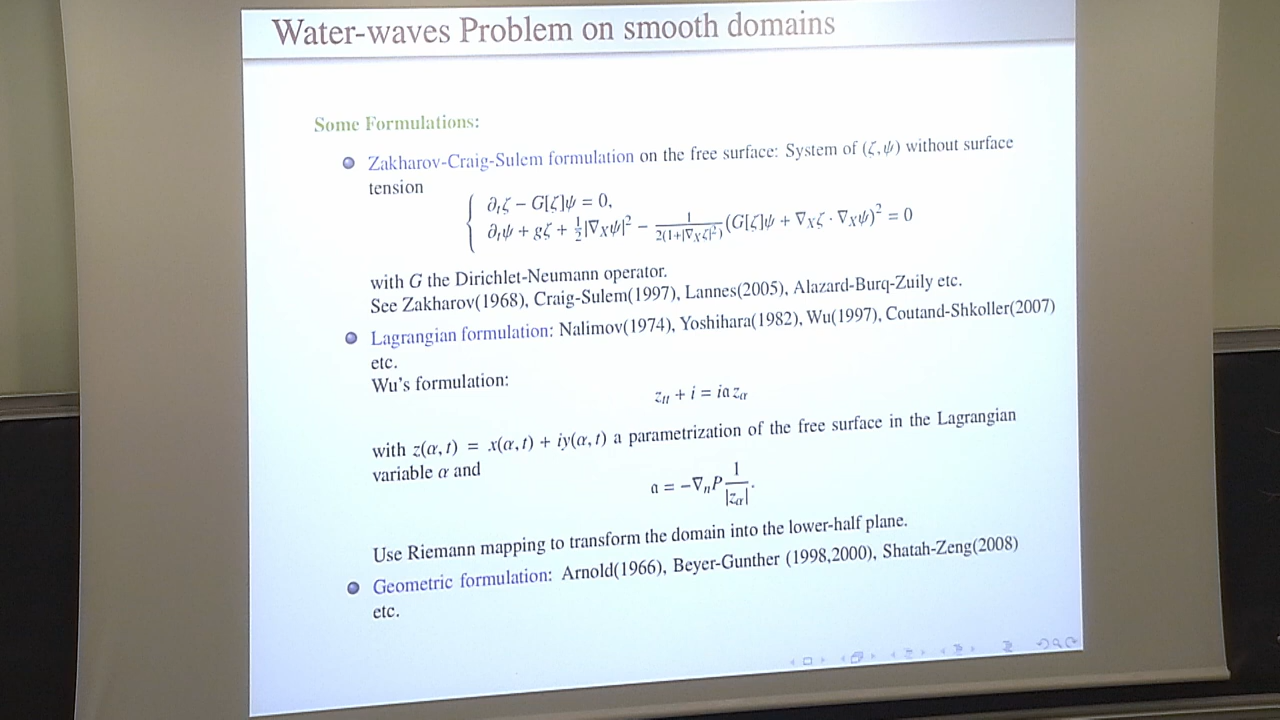 Water-waves Problem on smooth domains
Some Formulations:
Zakharov-Craig-Sulem formulation on the free surface: System of (ζ, ψ) without surface
tension
∂ₜζ − G[ζ]ψ = 0,
∂ₜψ + gζ + ½|∇_Xψ|² − 1/(2(1+|∇_Xζ|²)) (G[ζ]ψ + ∇_Xζ · ∇_Xψ)² = 0
with G the Dirichlet-Neumann operator.
See Zakharov(1968), Craig-Sulem(1997), Lannes(2005), Alazard-Burq-Zuily etc.
Lagrangian formulation: Nalimov(1974), Yoshihara(1982), Wu(1997), Coutand-Shkoller(2007)
etc.
Wu's formulation:
z_tt + i = i𝔞 z_α
with z(α, t) = x(α, t) + iy(α, t) a parametrization of the free surface in the Lagrangian
variable α and
𝔞 = −∇_n P 1/|z_α|.
Use Riemann mapping to transform the domain into the lower-half plane.
Geometric formulation: Arnold(1966), Beyer-Gunther (1998,2000), Shatah-Zeng(2008)
etc.